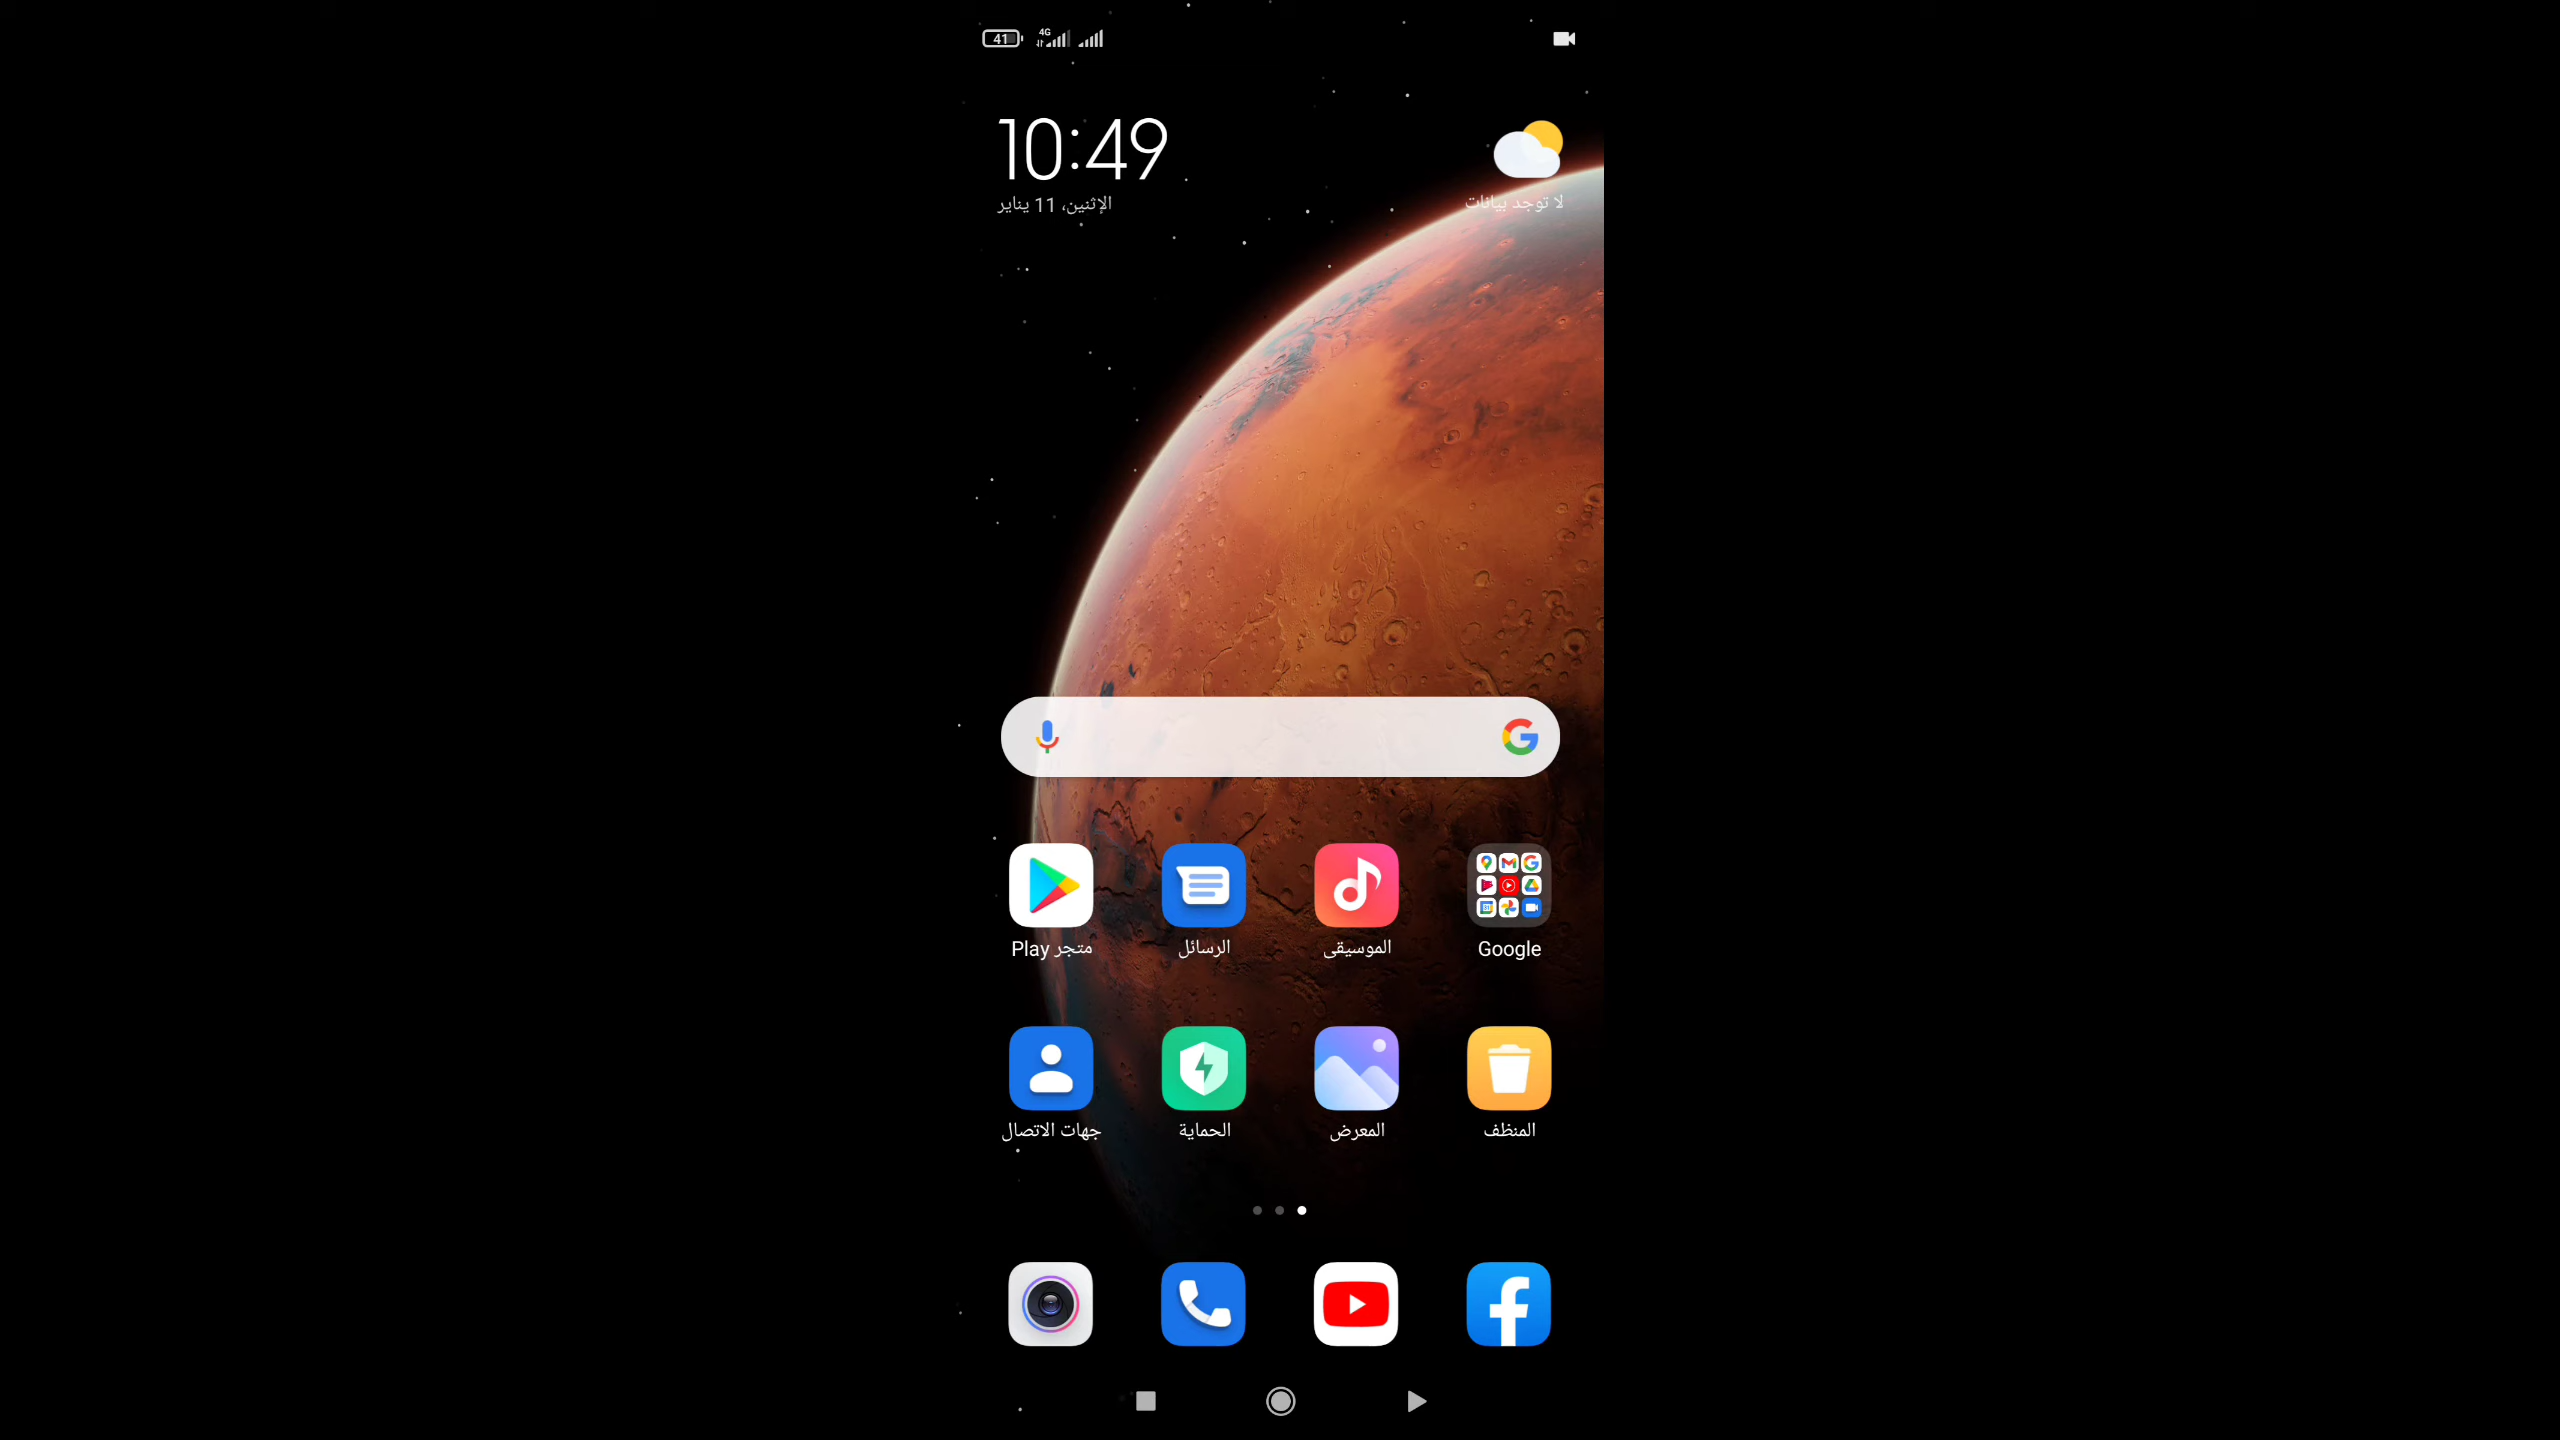 41
4G
10:49
الإثنين، 11 يناير
لا توجد بيانات
Google
الموسيقى
الرسائل
متجر Play
المنظف
المعرض
الحماية
جهات الاتصال